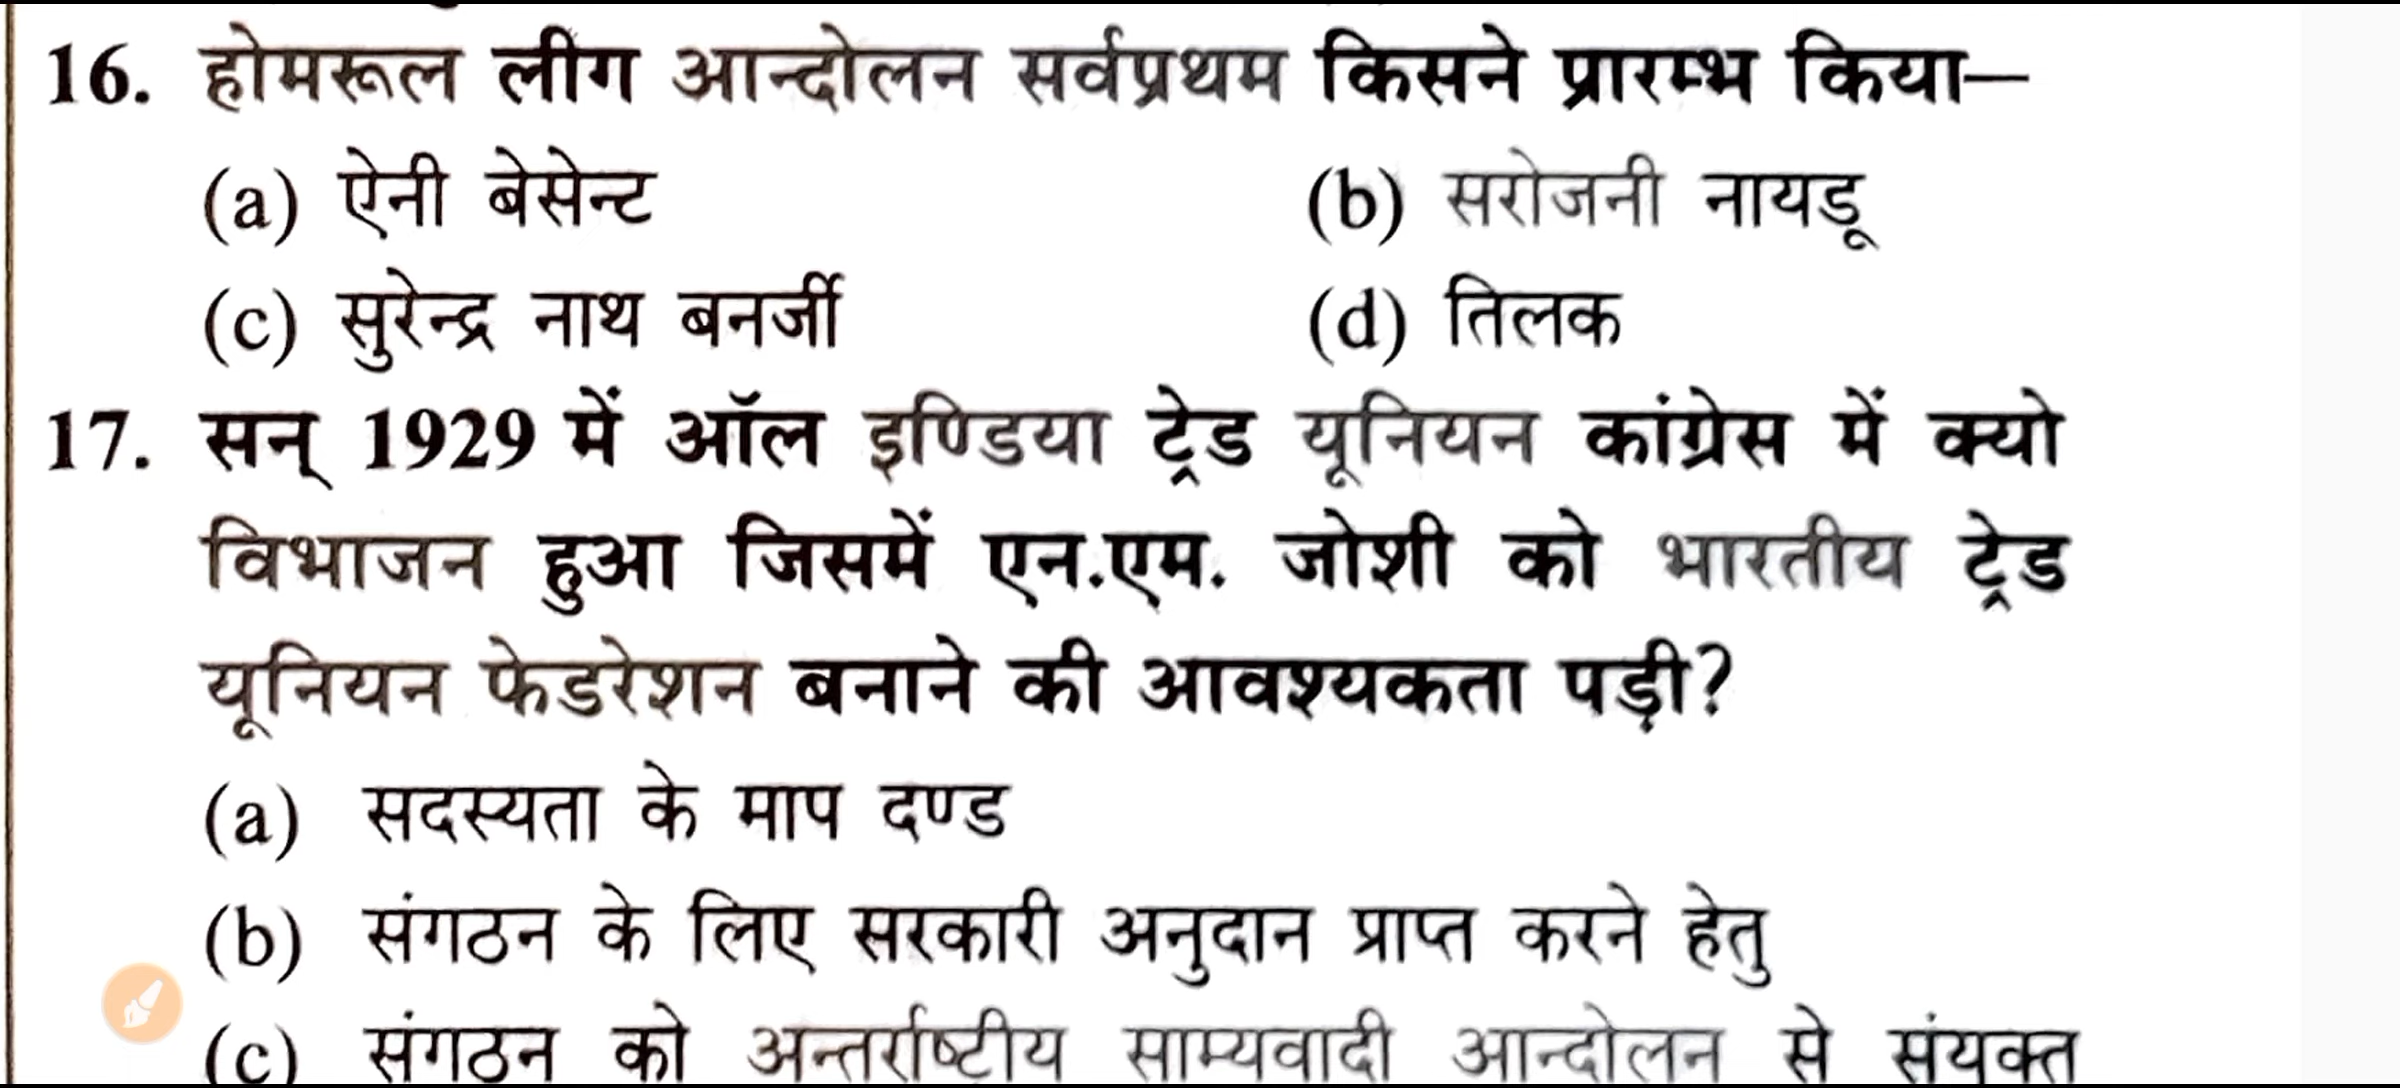 16. होमरूल लीग आन्दोलन सर्वप्रथम किसने प्रारम्भ किया—
(a) ऐनी बेसेन्ट (b) सरोजनी नायडू
(c) सुरेन्द्र नाथ बनर्जी (d) तिलक
17. सन् 1929 में ऑल इण्डिया ट्रेड यूनियन कांग्रेस में क्यो
विभाजन हुआ जिसमें एन.एम. जोशी को भारतीय ट्रेड
यूनियन फेडरेशन बनाने की आवश्यकता पड़ी?
(a) सदस्यता के माप दण्ड
(b) संगठन के लिए सरकारी अनुदान प्राप्त करने हेतु
(c) संगठन को अन्तर्राष्टीय साम्यवादी आन्दोलन से संयक्त